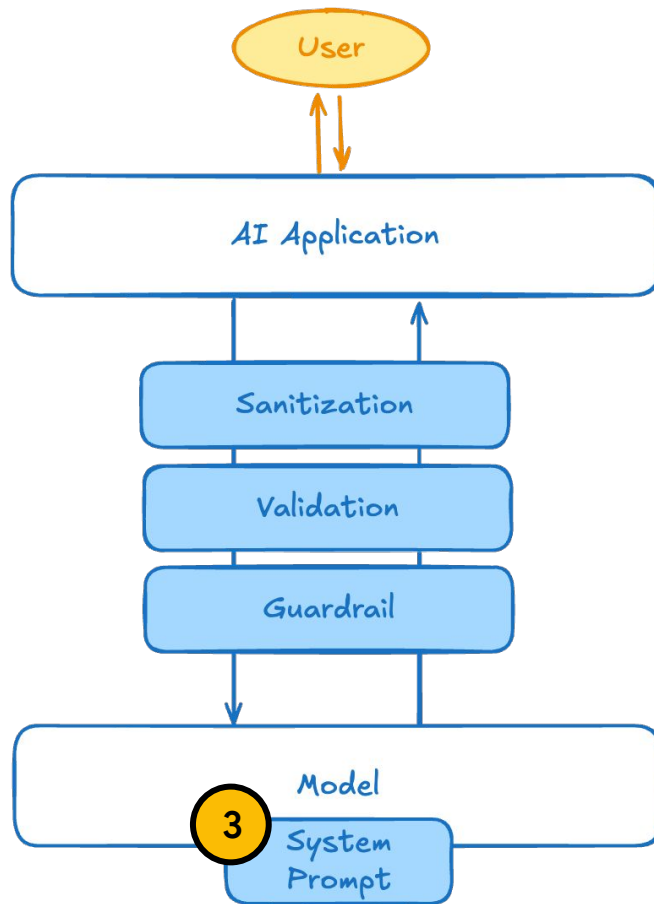 User
AI Application
Sanitization
Validation
Guardrail
Model
3
System
Prompt